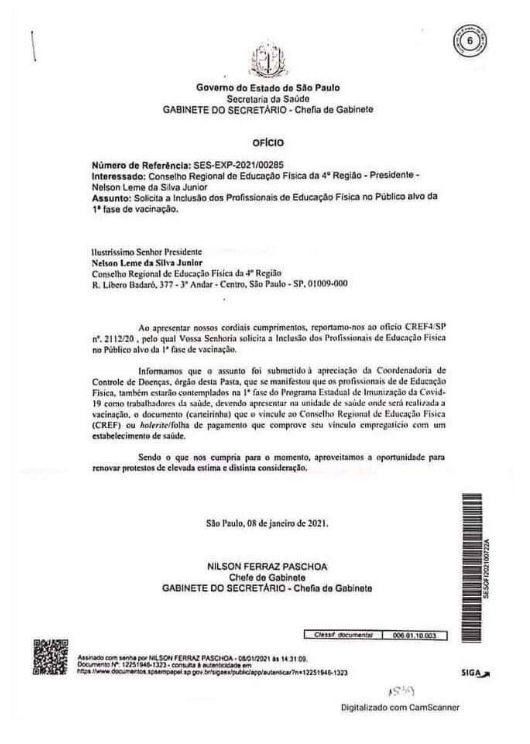 6
Governo do Estado de São Paulo
Secretaria da Saúde
GABINETE DO SECRETÁRIO - Chefia de Gabinete
OFÍCIO
Número de Referência: SES-EXP-2021/00285
Interessado: Conselho Regional de Educação Física da 4º Região - Presidente -
Nelson Leme da Silva Junior
Assunto: Solicita a Inclusão dos Profissionais de Educação Física no Público alvo da
1ª fase de vacinação.
Ilustríssimo Senhor Presidente
Nelson Leme da Silva Junior
Conselho Regional de Educação Física da 4ª Região
R. Líbero Badaró, 377 - 3º Andar - Centro, São Paulo - SP, 01009-000
Ao apresentar nossos cordiais cumprimentos, reportamo-nos ao ofício CREF4/SP
nº. 2112/20 , pelo qual Vossa Senhoria solicita a Inclusão dos Profissionais de Educação Física
no Público alvo da 1ª fase de vacinação.
Informamos que o assunto foi submetido à apreciação da Coordenadoria de
Controle de Doenças, órgão desta Pasta, que se manifestou que os profissionais de de Educação
Física, também estarão contemplados na 1ª fase do Programa Estadual de Imunização da Covid-
19 como trabalhadores da saúde, devendo apresentar na unidade de saúde onde será realizada a
vacinação, o documento (carteirinha) que o vincule ao Conselho Regional de Educação Física
(CREF) ou holerite/folha de pagamento que comprove seu vínculo empregatício com um
estabelecimento de saúde.
Sendo o que nos cumpria para o momento, aproveitamos a oportunidade para
renovar protestos de elevada estima e distinta consideração.
São Paulo, 08 de janeiro de 2021.
NILSON FERRAZ PASCHOA
Chefe de Gabinete
GABINETE DO SECRETÁRIO - Chefia de Gabinete
SESOFI202100722A
Classif. documental 006.01.10.003
Assinado com senha por NILSON FERRAZ PASCHOA - 08/01/2021 às 14:31:09.
Documento Nº: 12251946-1323 - consulta à autenticidade em
https://www.documentos.spsempapel.sp.gov.br/sigaex/public/app/autenticar?n=12251946-1323
SIGA
Digitalizado com CamScanner